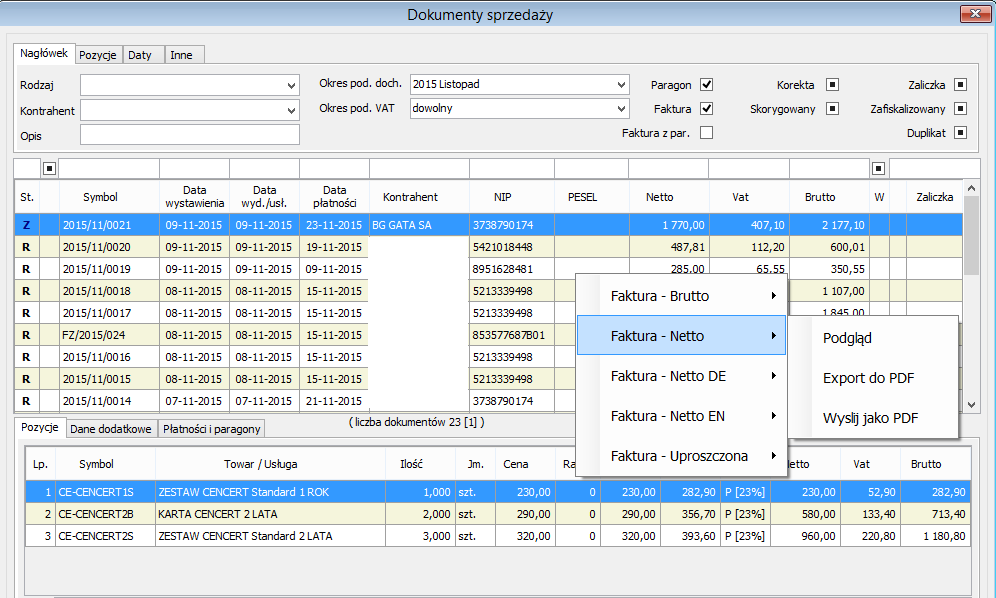 Dokumenty sprzedaży
Nagłówek Pozycje Daty Inne
Rodzaj Okres pod. doch. 2015 Listopad Paragon Korekta Zaliczka
Kontrahent Okres pod. VAT dowolny Faktura Skorygowany Zafiskalizowany
Opis Faktura z par. Duplikat
St. Symbol Data wystawienia Data wyd./usł. Data płatności Kontrahent NIP PESEL Netto Vat Brutto W Zaliczka
Z 2015/11/0021 09-11-2015 09-11-2015 23-11-2015 BG GATA SA 3738790174 1 770,00 407,10 2 177,10
R 2015/11/0020 09-11-2015 09-11-2015 19-11-2015 5421018448 487,81 112,20 600,01
R 2015/11/0019 09-11-2015 09-11-2015 10-11-2015 8951628481 285,00 65,55 350,55
R 2015/11/0018 08-11-2015 08-11-2015 15-11-2015 5213339498 1 107,00
R 2015/11/0017 08-11-2015 08-11-2015 15-11-2015 5213339498 1 845,00
R FZ/2015/024 08-11-2015 08-11-2015 15-11-2015 853577687B01
R 2015/11/0016 08-11-2015 08-11-2015 15-11-2015 5213339498
R 2015/11/0015 08-11-2015 08-11-2015 15-11-2015 5213339498
R 2015/11/0014 07-11-2015 07-11-2015 21-11-2015 3738790174
Faktura - Brutto
Faktura - Netto
Faktura - Netto DE
Faktura - Netto EN
Faktura - Uproszczona
Podgląd
Export do PDF
Wyslij jako PDF
Pozycje Dane dodatkowe Płatności i paragony ( liczba dokumentów 23 [1] )
Lp. Symbol Towar / Usługa Ilość Jm. Cena Vat Brutto
1 CE-CENCERT1S ZESTAW CENCERT Standard 1 ROK 1,000 szt. 230,00 0 230,00 282,90 P [23%] 230,00 52,90 282,90
2 CE-CENCERT2B KARTA CENCERT 2 LATA 2,000 szt. 290,00 0 290,00 356,70 P [23%] 580,00 133,40 713,40
3 CE-CENCERT2S ZESTAW CENCERT Standard 2 LATA 3,000 szt. 320,00 0 320,00 393,60 P [23%] 960,00 220,80 1 180,80